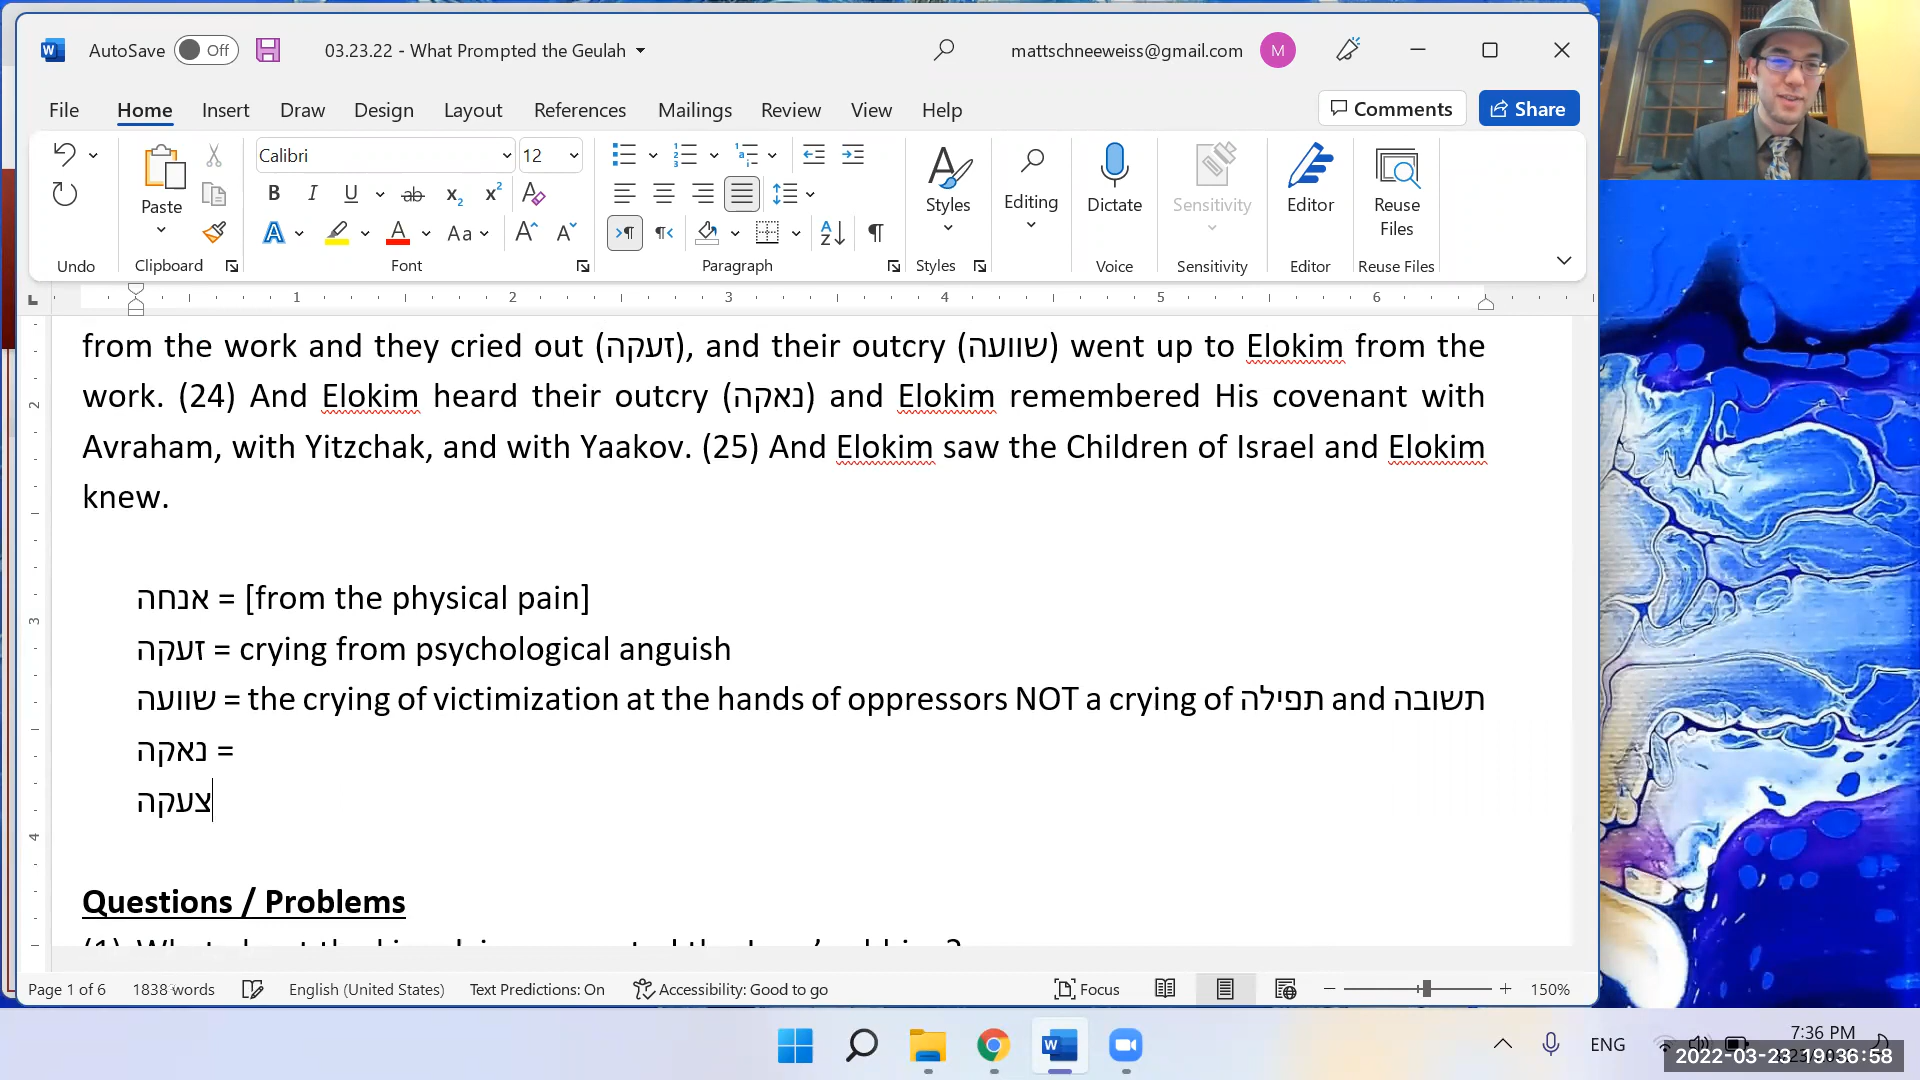 AutoSave Off 03.23.22 - What Prompted the Geulah mattschneeweiss@gmail.com M
File Home Insert Draw Design Layout References Mailings Review View Help Comments Share
Calibri 12
Paste Styles Editing Dictate Sensitivity Editor Reuse Files
Undo Clipboard Font Paragraph Styles Voice Sensitivity Editor Reuse Files
1 2 3 4 5 6
from the work and they cried out (זעקה), and their outcry (שוועה) went up to Elokim from the
work. (24) And Elokim heard their outcry (נאקה) and Elokim remembered His covenant with
Avraham, with Yitzchak, and with Yaakov. (25) And Elokim saw the Children of Israel and Elokim
knew.
אנחה = [from the physical pain]
זעקה = crying from psychological anguish
שוועה = the crying of victimization at the hands of oppressors NOT a crying of תפילה and תשובה
נאקה =
צעקה
Questions / Problems
Page 1 of 6 1838 words English (United States) Text Predictions: On Accessibility: Good to go Focus 150%
ENG 7:36 PM
2022-03-23 19:36:58